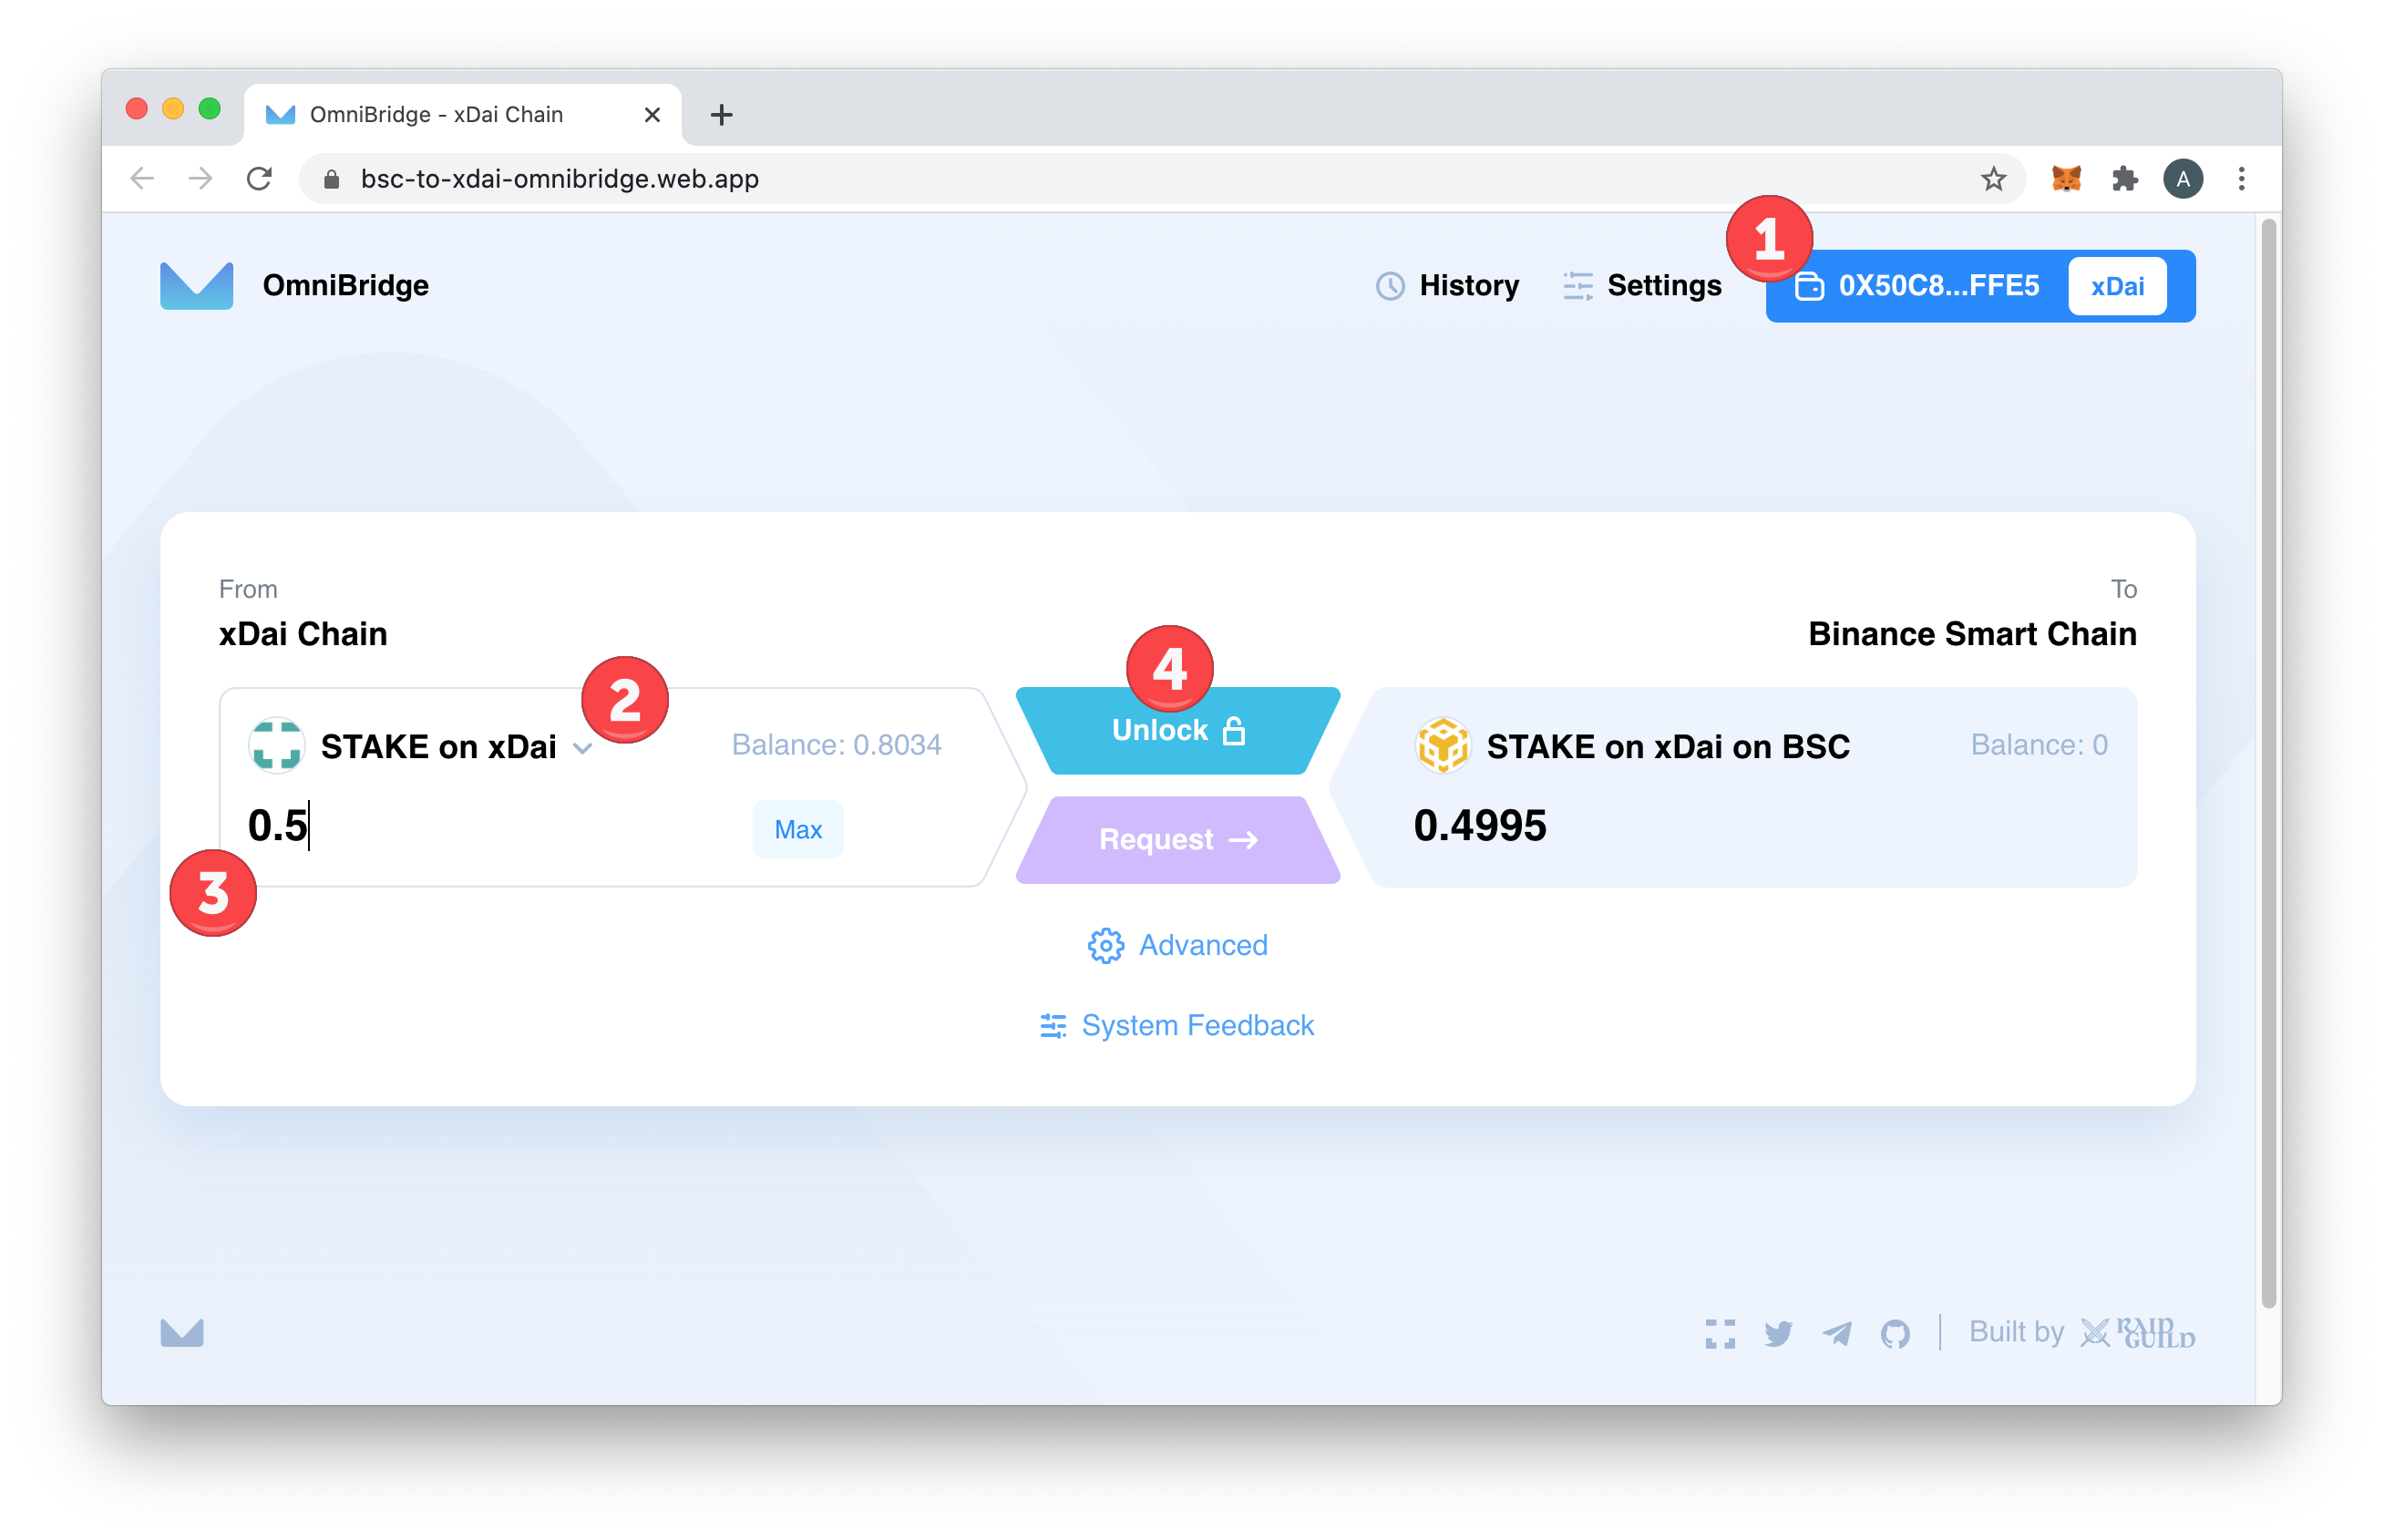 OmniBridge - xDai Chain
bsc-to-xdai-omnibridge.web.app
A
1
OmniBridge
History
Settings
0X50C8...FFE5
xDai
From
xDai Chain
To
Binance Smart Chain
2
4
STAKE on xDai
Balance: 0.8034
0.5
Max
3
Unlock
Request
STAKE on xDai on BSC
Balance: 0
0.4995
Advanced
System Feedback
Built by
RAID
GUILD